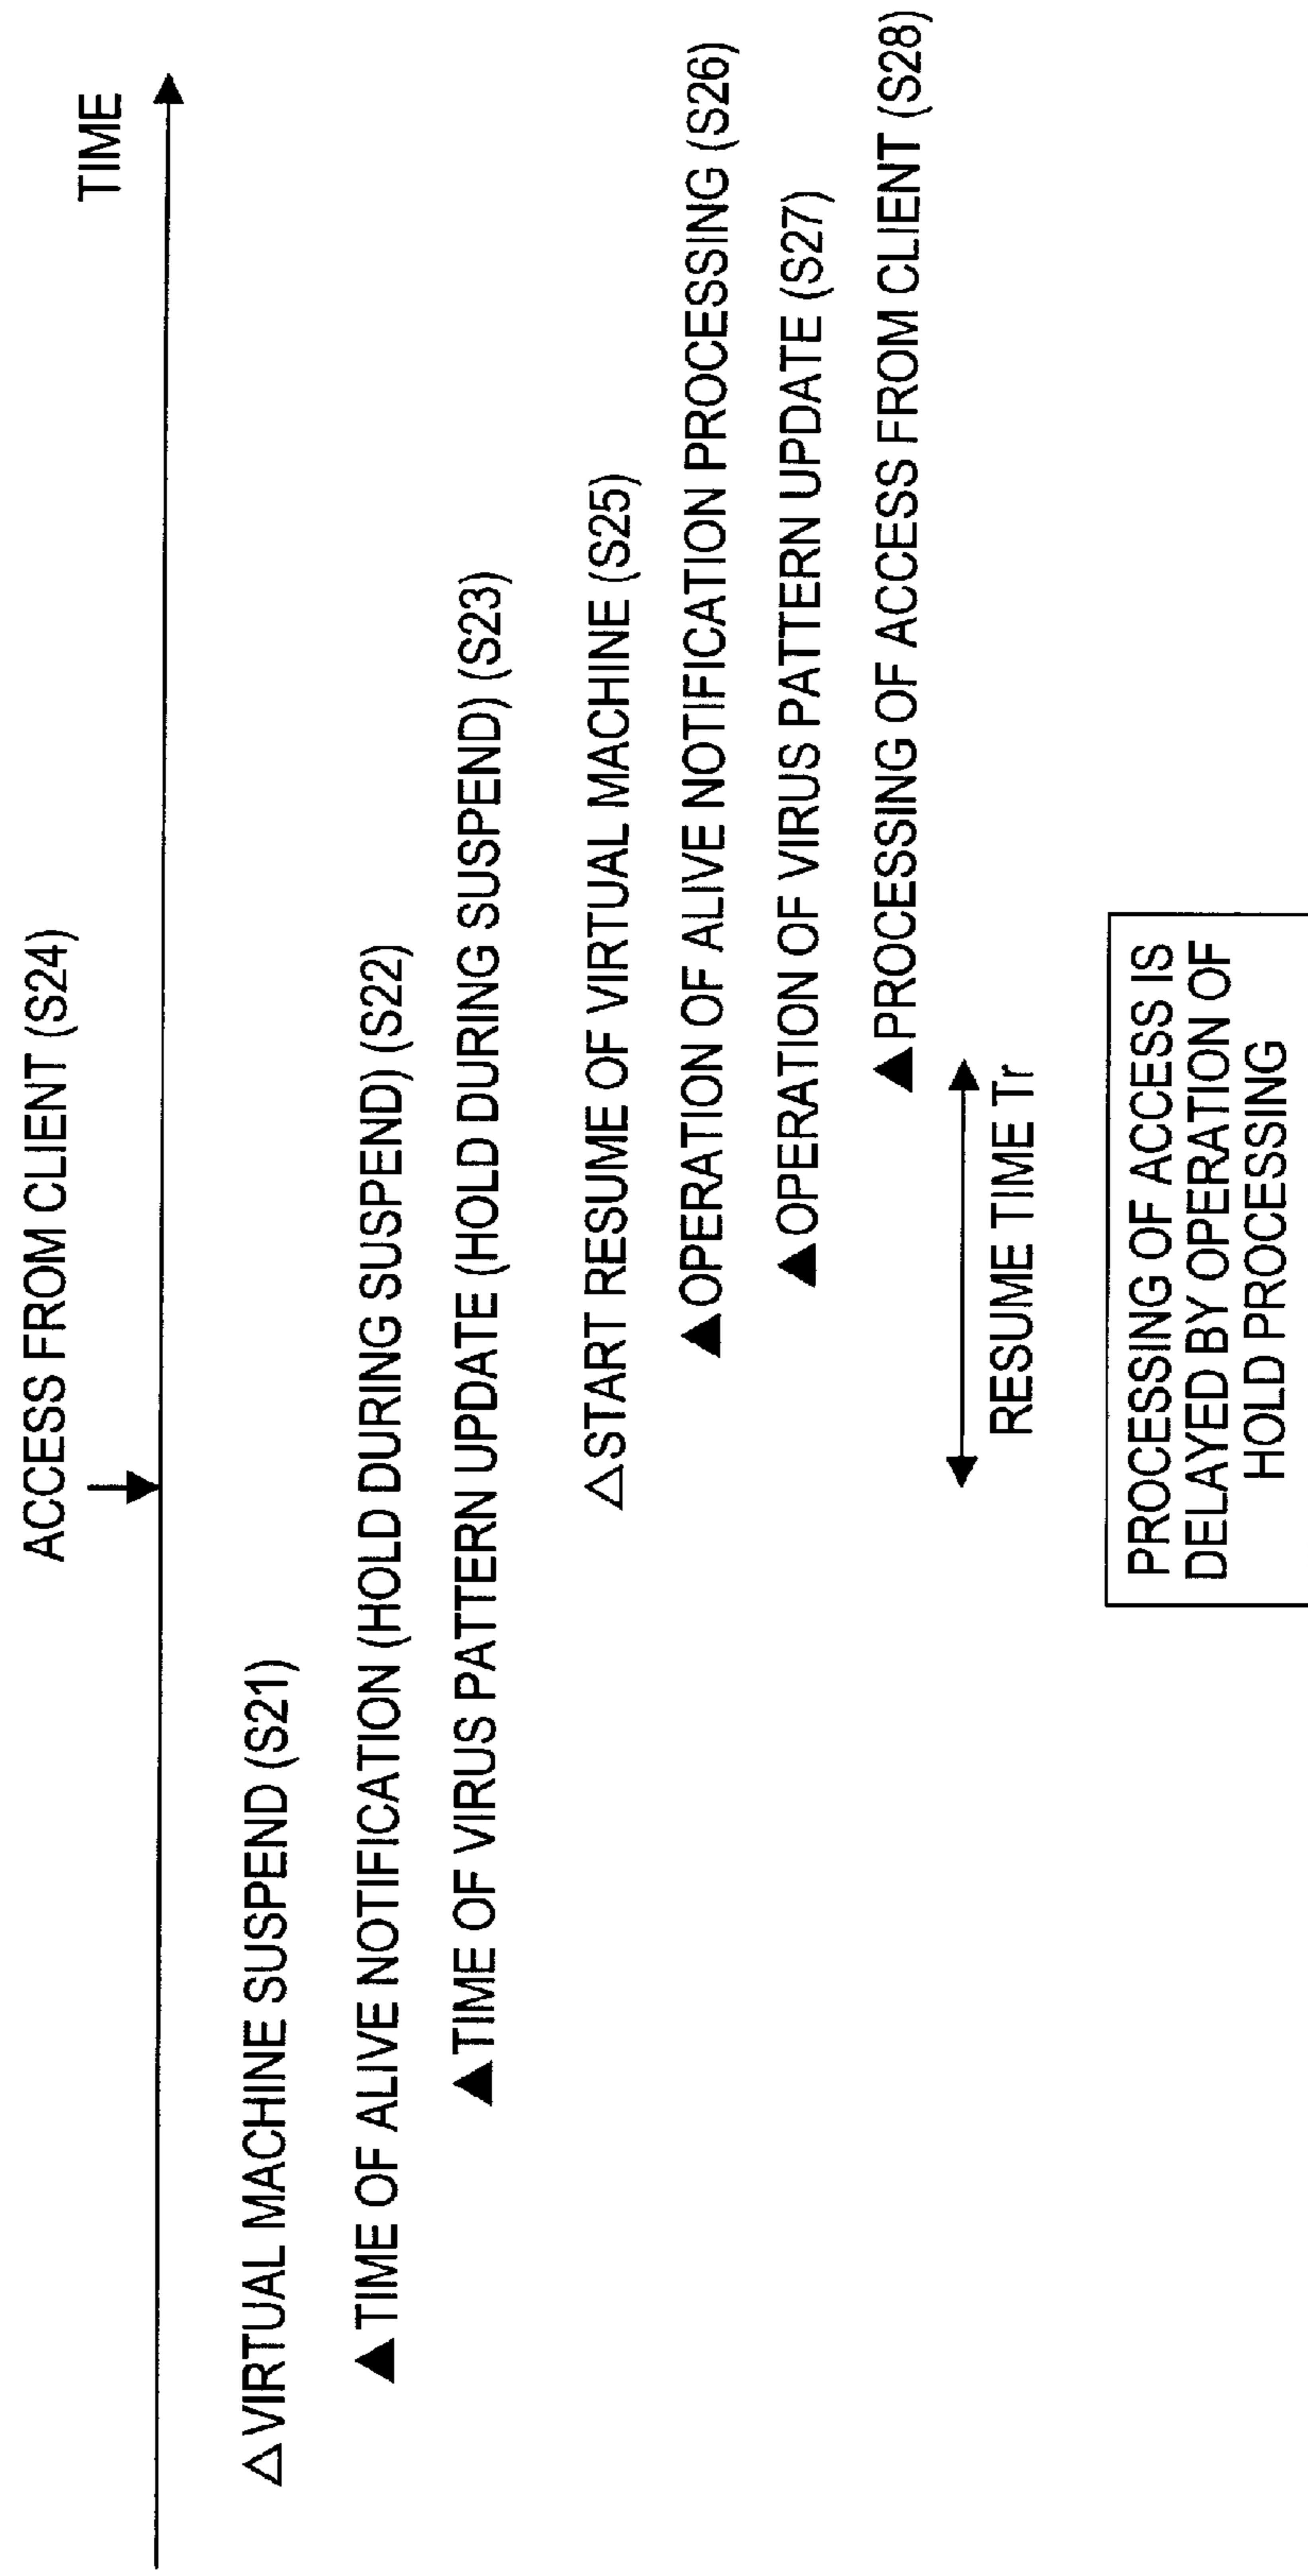 ACCESS FROM CLIENT (S24)
TIME
△VIRTUAL MACHINE SUSPEND (S21)
▲TIME OF ALIVE NOTIFICATION (HOLD DURING SUSPEND) (S22)
▲TIME OF VIRUS PATTERN UPDATE (HOLD DURING SUSPEND) (S23)
△START RESUME OF VIRTUAL MACHINE (S25)
▲OPERATION OF ALIVE NOTIFICATION PROCESSING (S26)
▲OPERATION OF VIRUS PATTERN UPDATE (S27)
▲PROCESSING OF ACCESS FROM CLIENT (S28)
RESUME TIME Tr
PROCESSING OF ACCESS IS
DELAYED BY OPERATION OF
HOLD PROCESSING